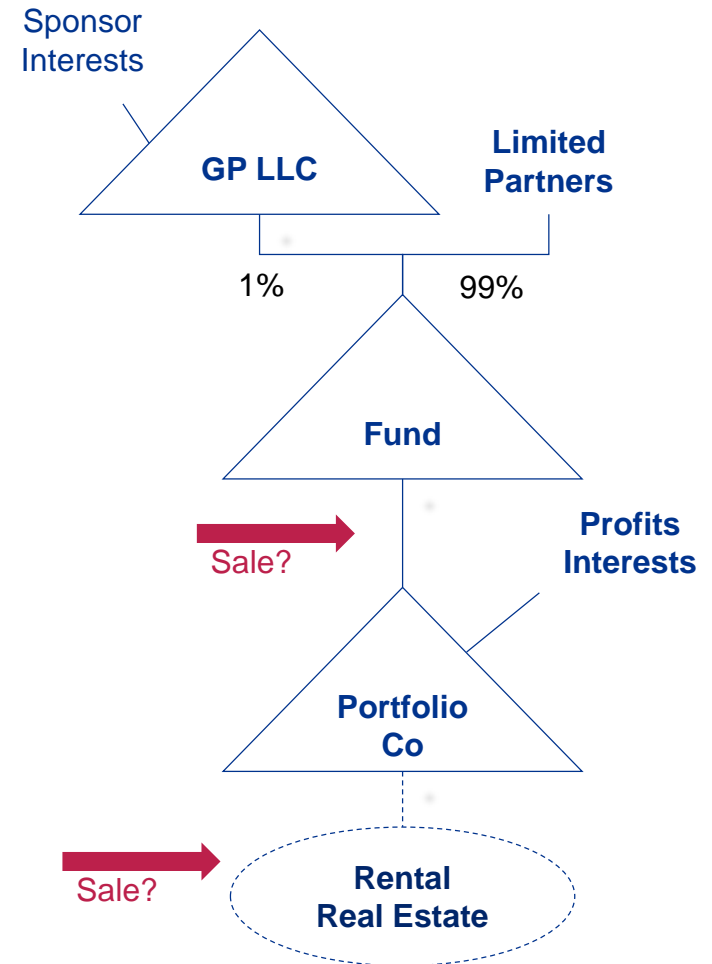 Sponsor
Interests
GP LLC
Limited
Partners
1%
99%
Fund
Sale?
Profits
Interests
Portfolio
Co
Sale?
Rental
Real Estate